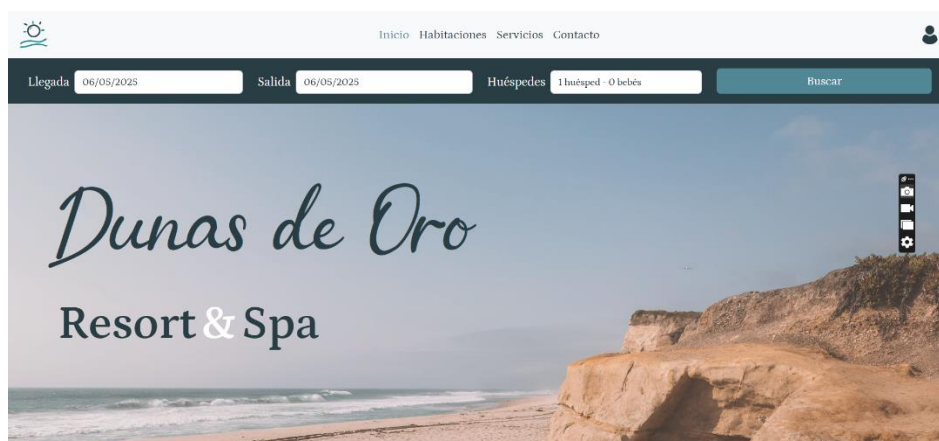 Inicio Habitaciones Servicios Contacto
Llegada 06/05/2025 Salida 06/05/2025 Huéspedes 1 huésped - 0 bebés Buscar
Dunas de Oro
Resort & Spa